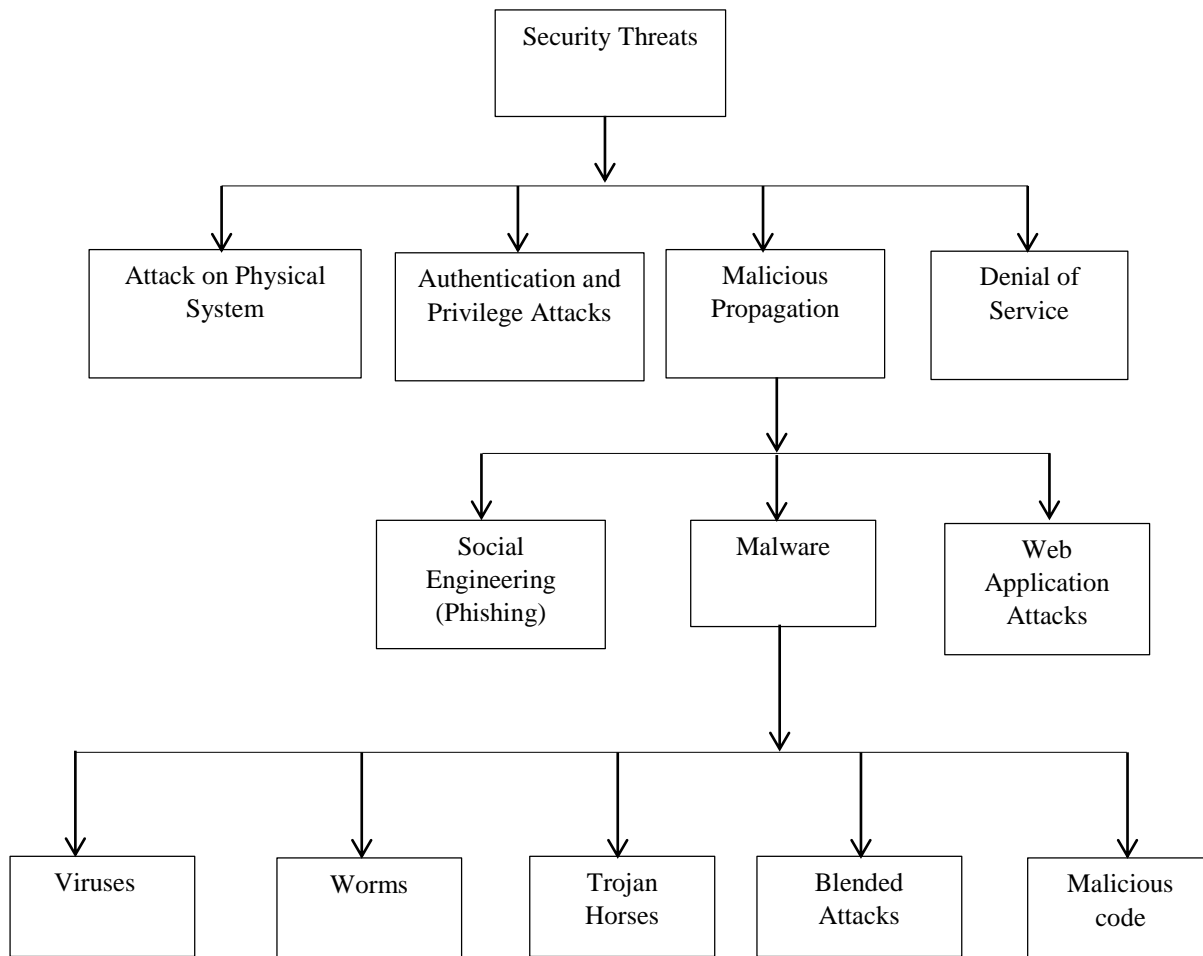 Security Threats
Attack on Physical
System
Authentication and
Privilege Attacks
Malicious
Propagation
Denial of
Service
Social
Engineering
(Phishing)
Malware
Web
Application
Attacks
Viruses
Worms
Trojan
Horses
Blended
Attacks
Malicious
code